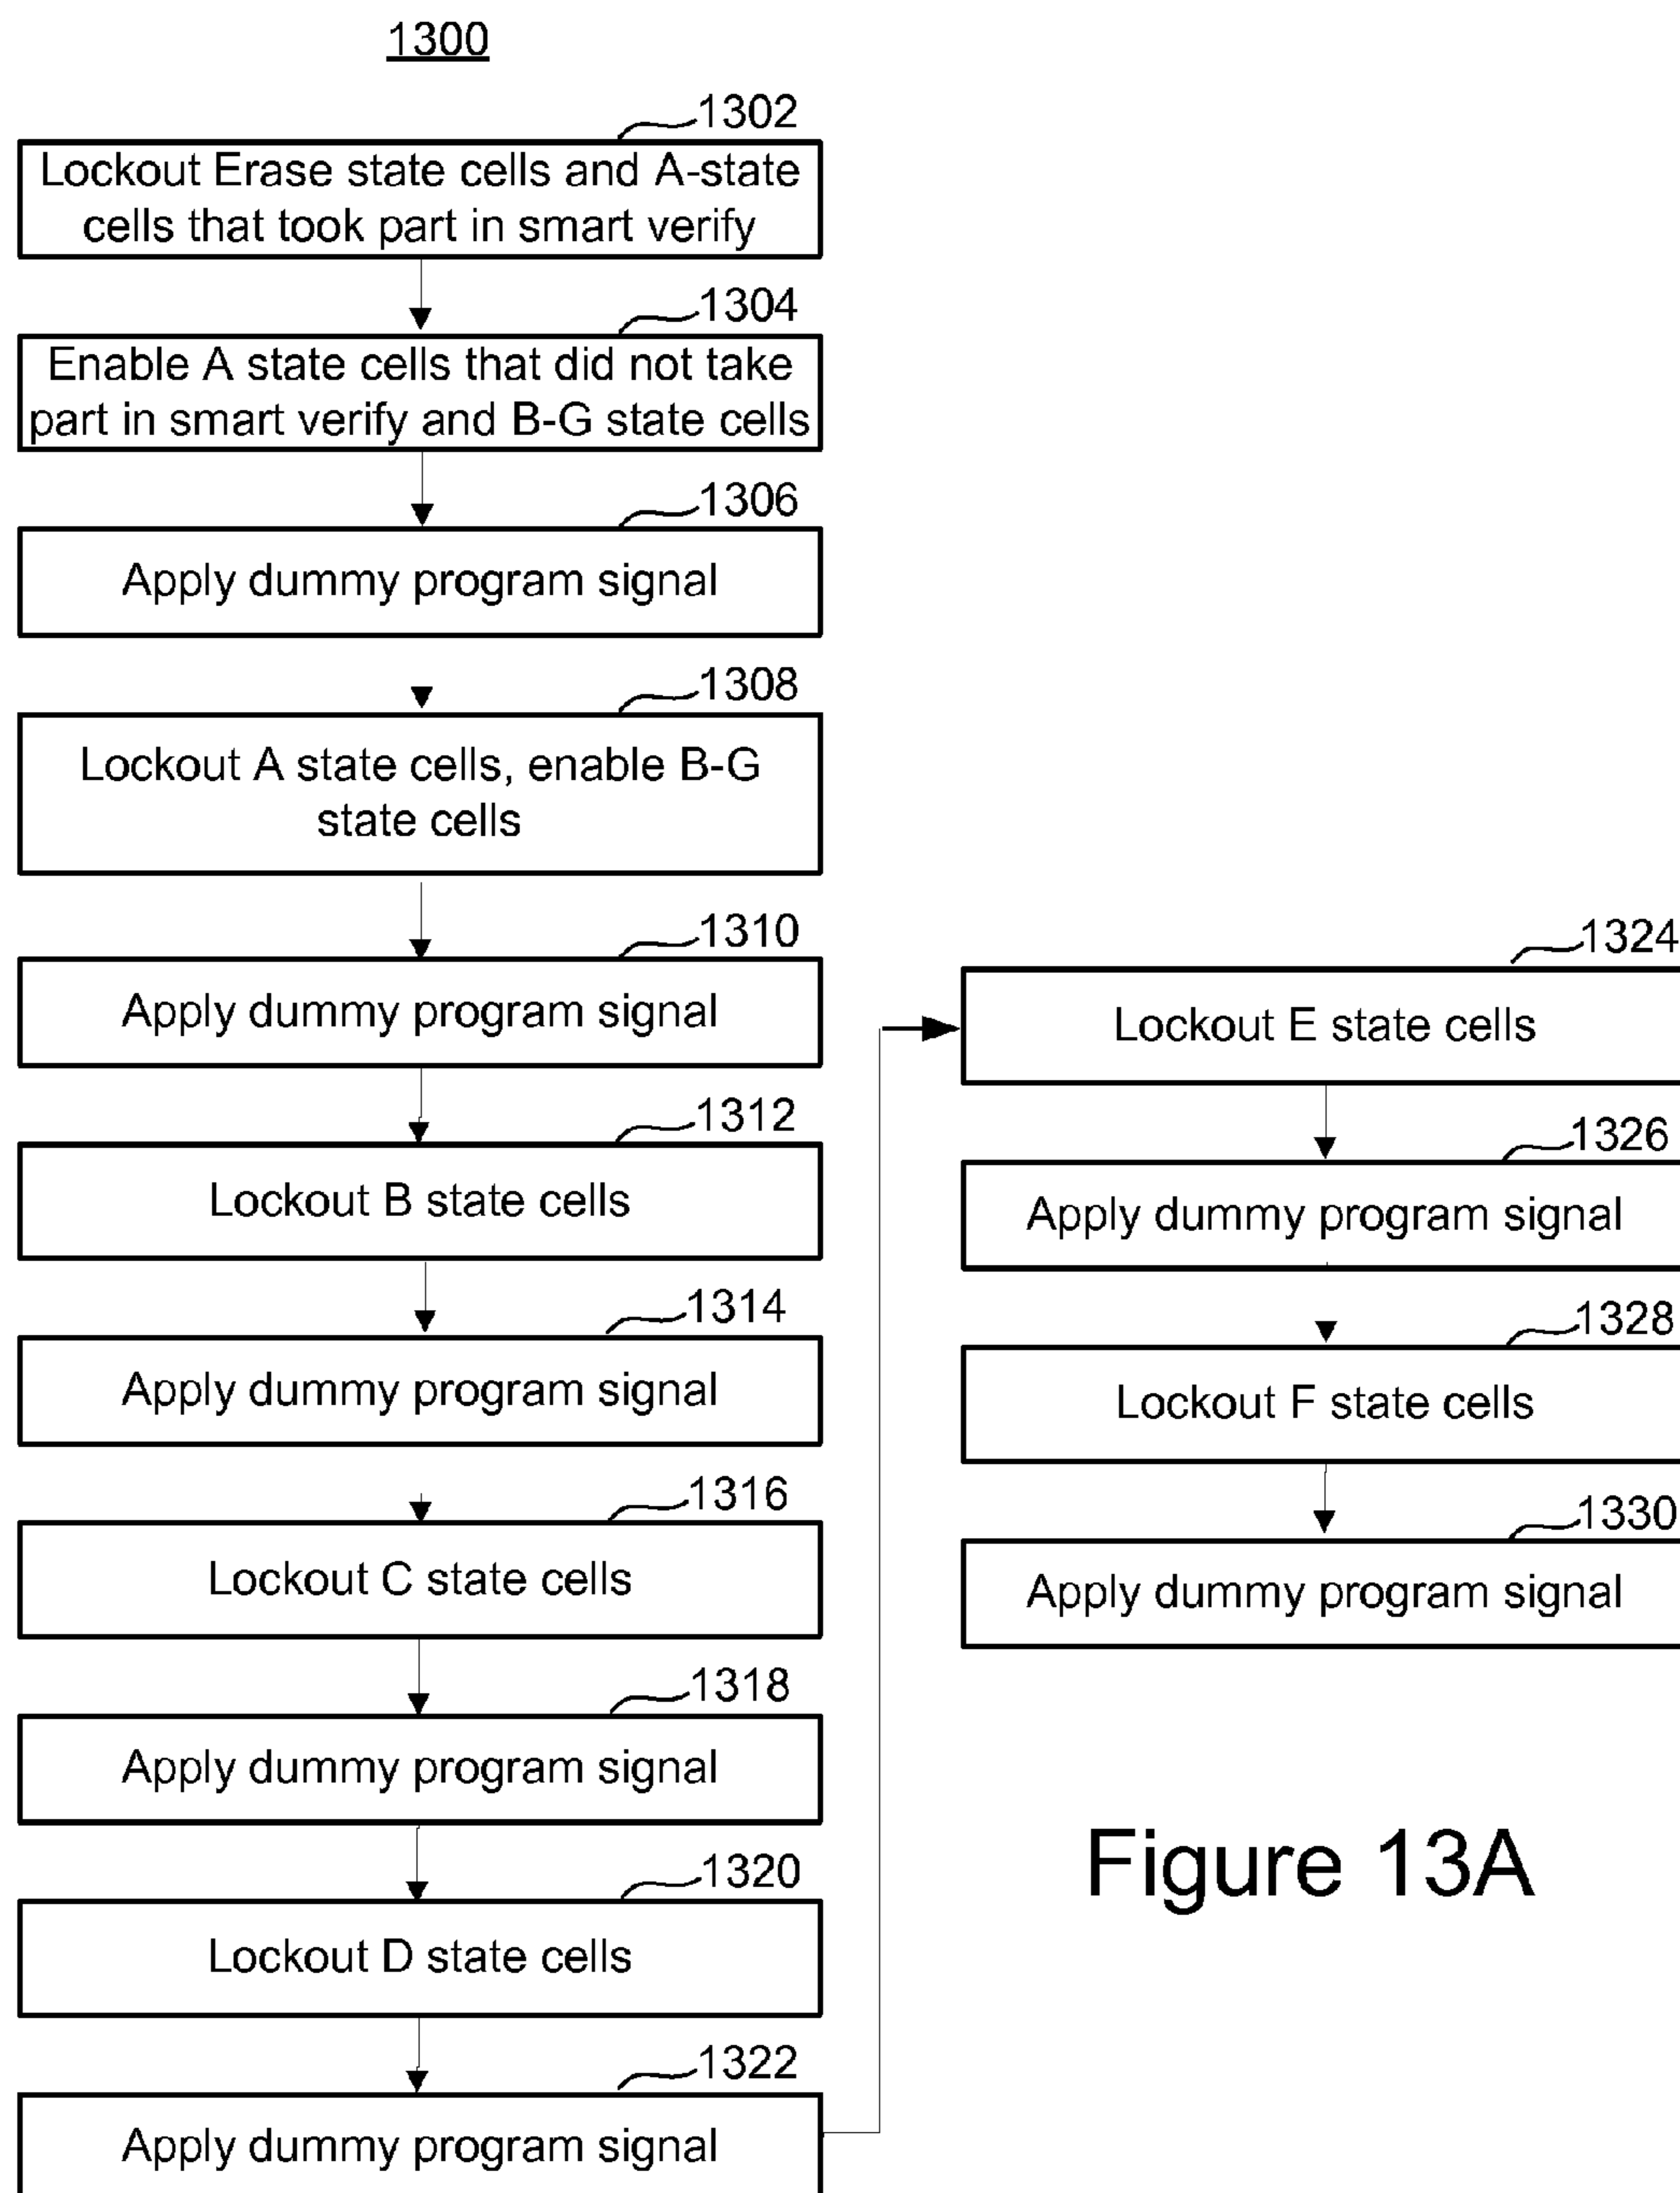 1300
1302
Lockout Erase state cells and A-state
cells that took part in smart verify
1304
Enable A state cells that did not take
part in smart verify and B-G state cells
1306
Apply dummy program signal
1308
Lockout A state cells, enable B-G
state cells
1310
Apply dummy program signal
1312
Lockout B state cells
1314
Apply dummy program signal
1316
Lockout C state cells
1318
Apply dummy program signal
1320
Lockout D state cells
1322
Apply dummy program signal
1324
Lockout E state cells
1326
Apply dummy program signal
1328
Lockout F state cells
1330
Apply dummy program signal
Figure 13A